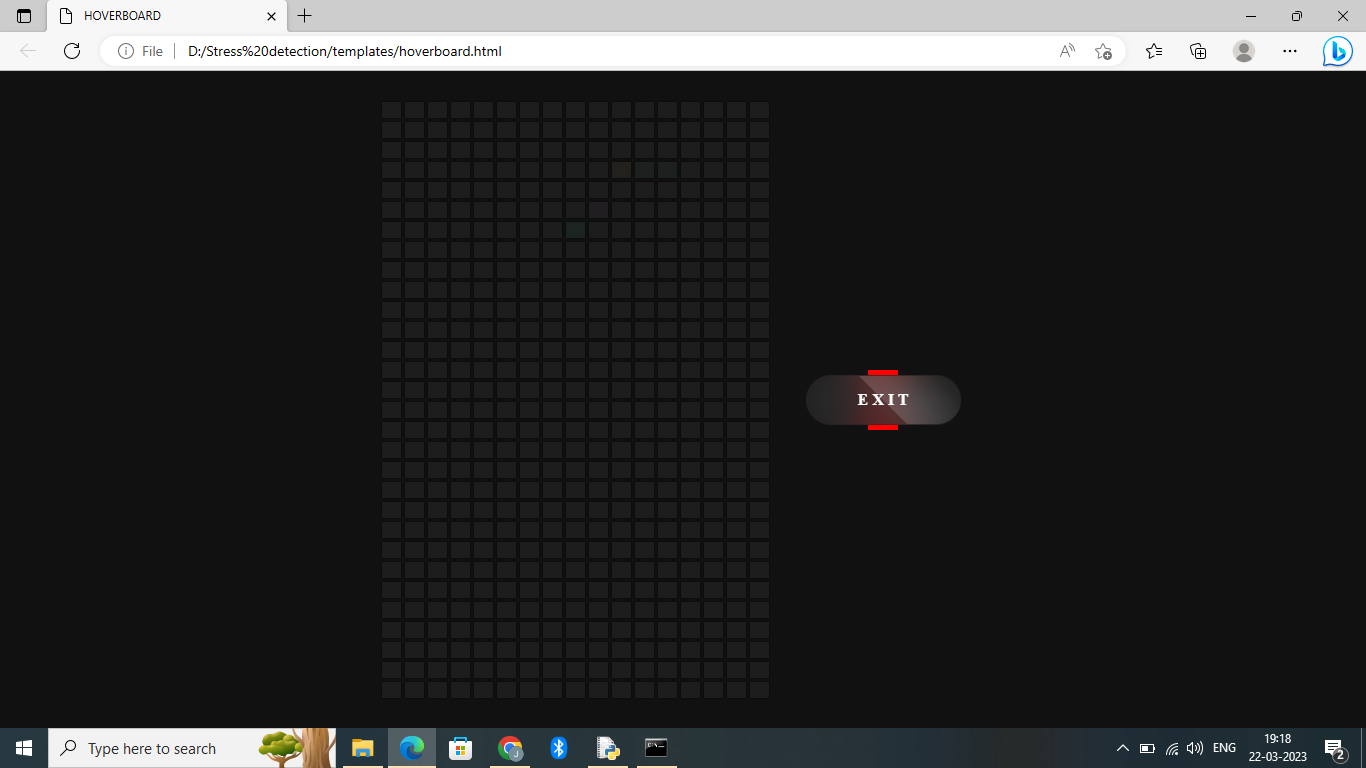 HOVERBOARD
File
D:/Stress%20detection/templates/hoverboard.html
EXIT
Type here to search
J
ENG
19:18
22-03-2023
2